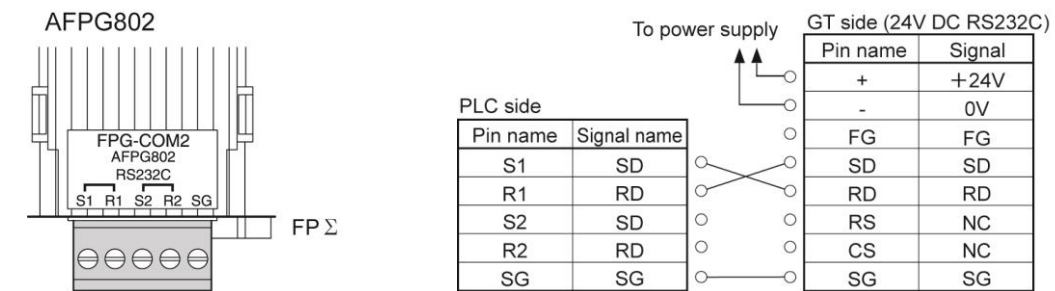 AFPG802
FPG-COM2
AFPG802
RS232C
S1 R1 S2 R2 SG
FP Σ
To power supply
PLC side
Pin name Signal name
S1 SD
R1 RD
S2 SD
R2 RD
SG SG
GT side (24V DC RS232C)
Pin name Signal
+ +24V
- 0V
FG FG
SD SD
RD RD
RS NC
CS NC
SG SG